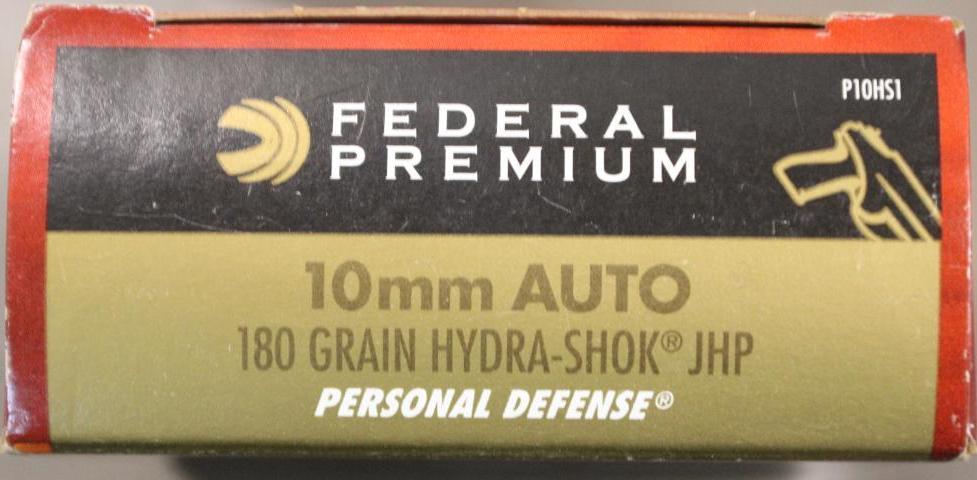 P10HS1
FEDERAL
PREMIUM
10mm AUTO
180 GRAIN HYDRA-SHOK® JHP
PERSONAL DEFENSE®